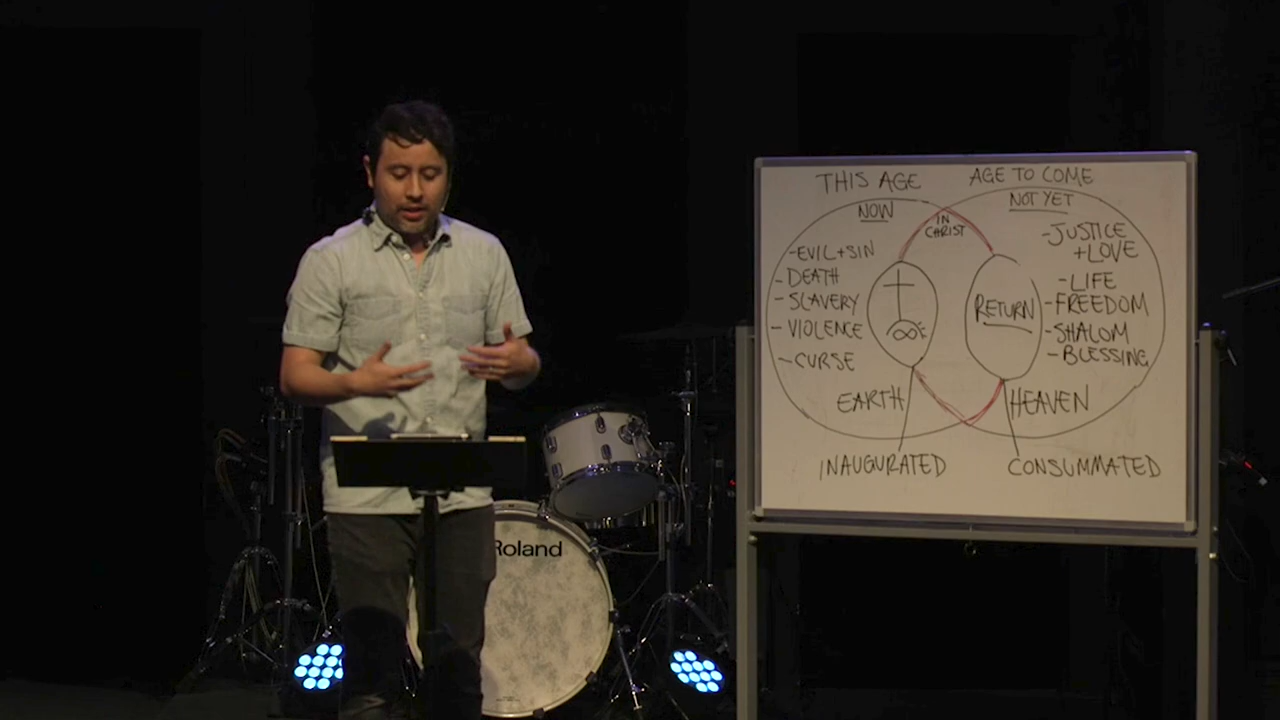 THIS AGE
AGE TO COME
NOW
NOT YET
IN
CHRIST
-EVIL+SIN
-DEATH
-SLAVERY
-VIOLENCE
-CURSE
RETURN
-JUSTICE
+LOVE
-LIFE
-FREEDOM
-SHALOM
-BLESSING
EARTH
HEAVEN
INAUGURATED
CONSUMMATED
Roland